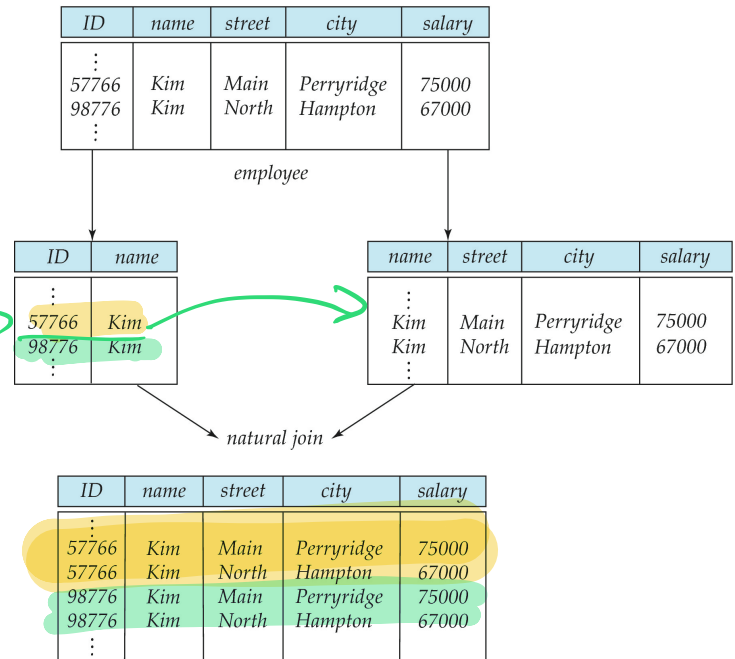 ID name street city salary
⋮
57766 Kim Main Perryridge 75000
98776 Kim North Hampton 67000
⋮
employee
ID name
⋮
57766 Kim
98776 Kim
⋮
name street city salary
⋮
Kim Main Perryridge 75000
Kim North Hampton 67000
⋮
natural join
ID name street city salary
⋮
57766 Kim Main Perryridge 75000
57766 Kim North Hampton 67000
98776 Kim Main Perryridge 75000
98776 Kim North Hampton 67000
⋮